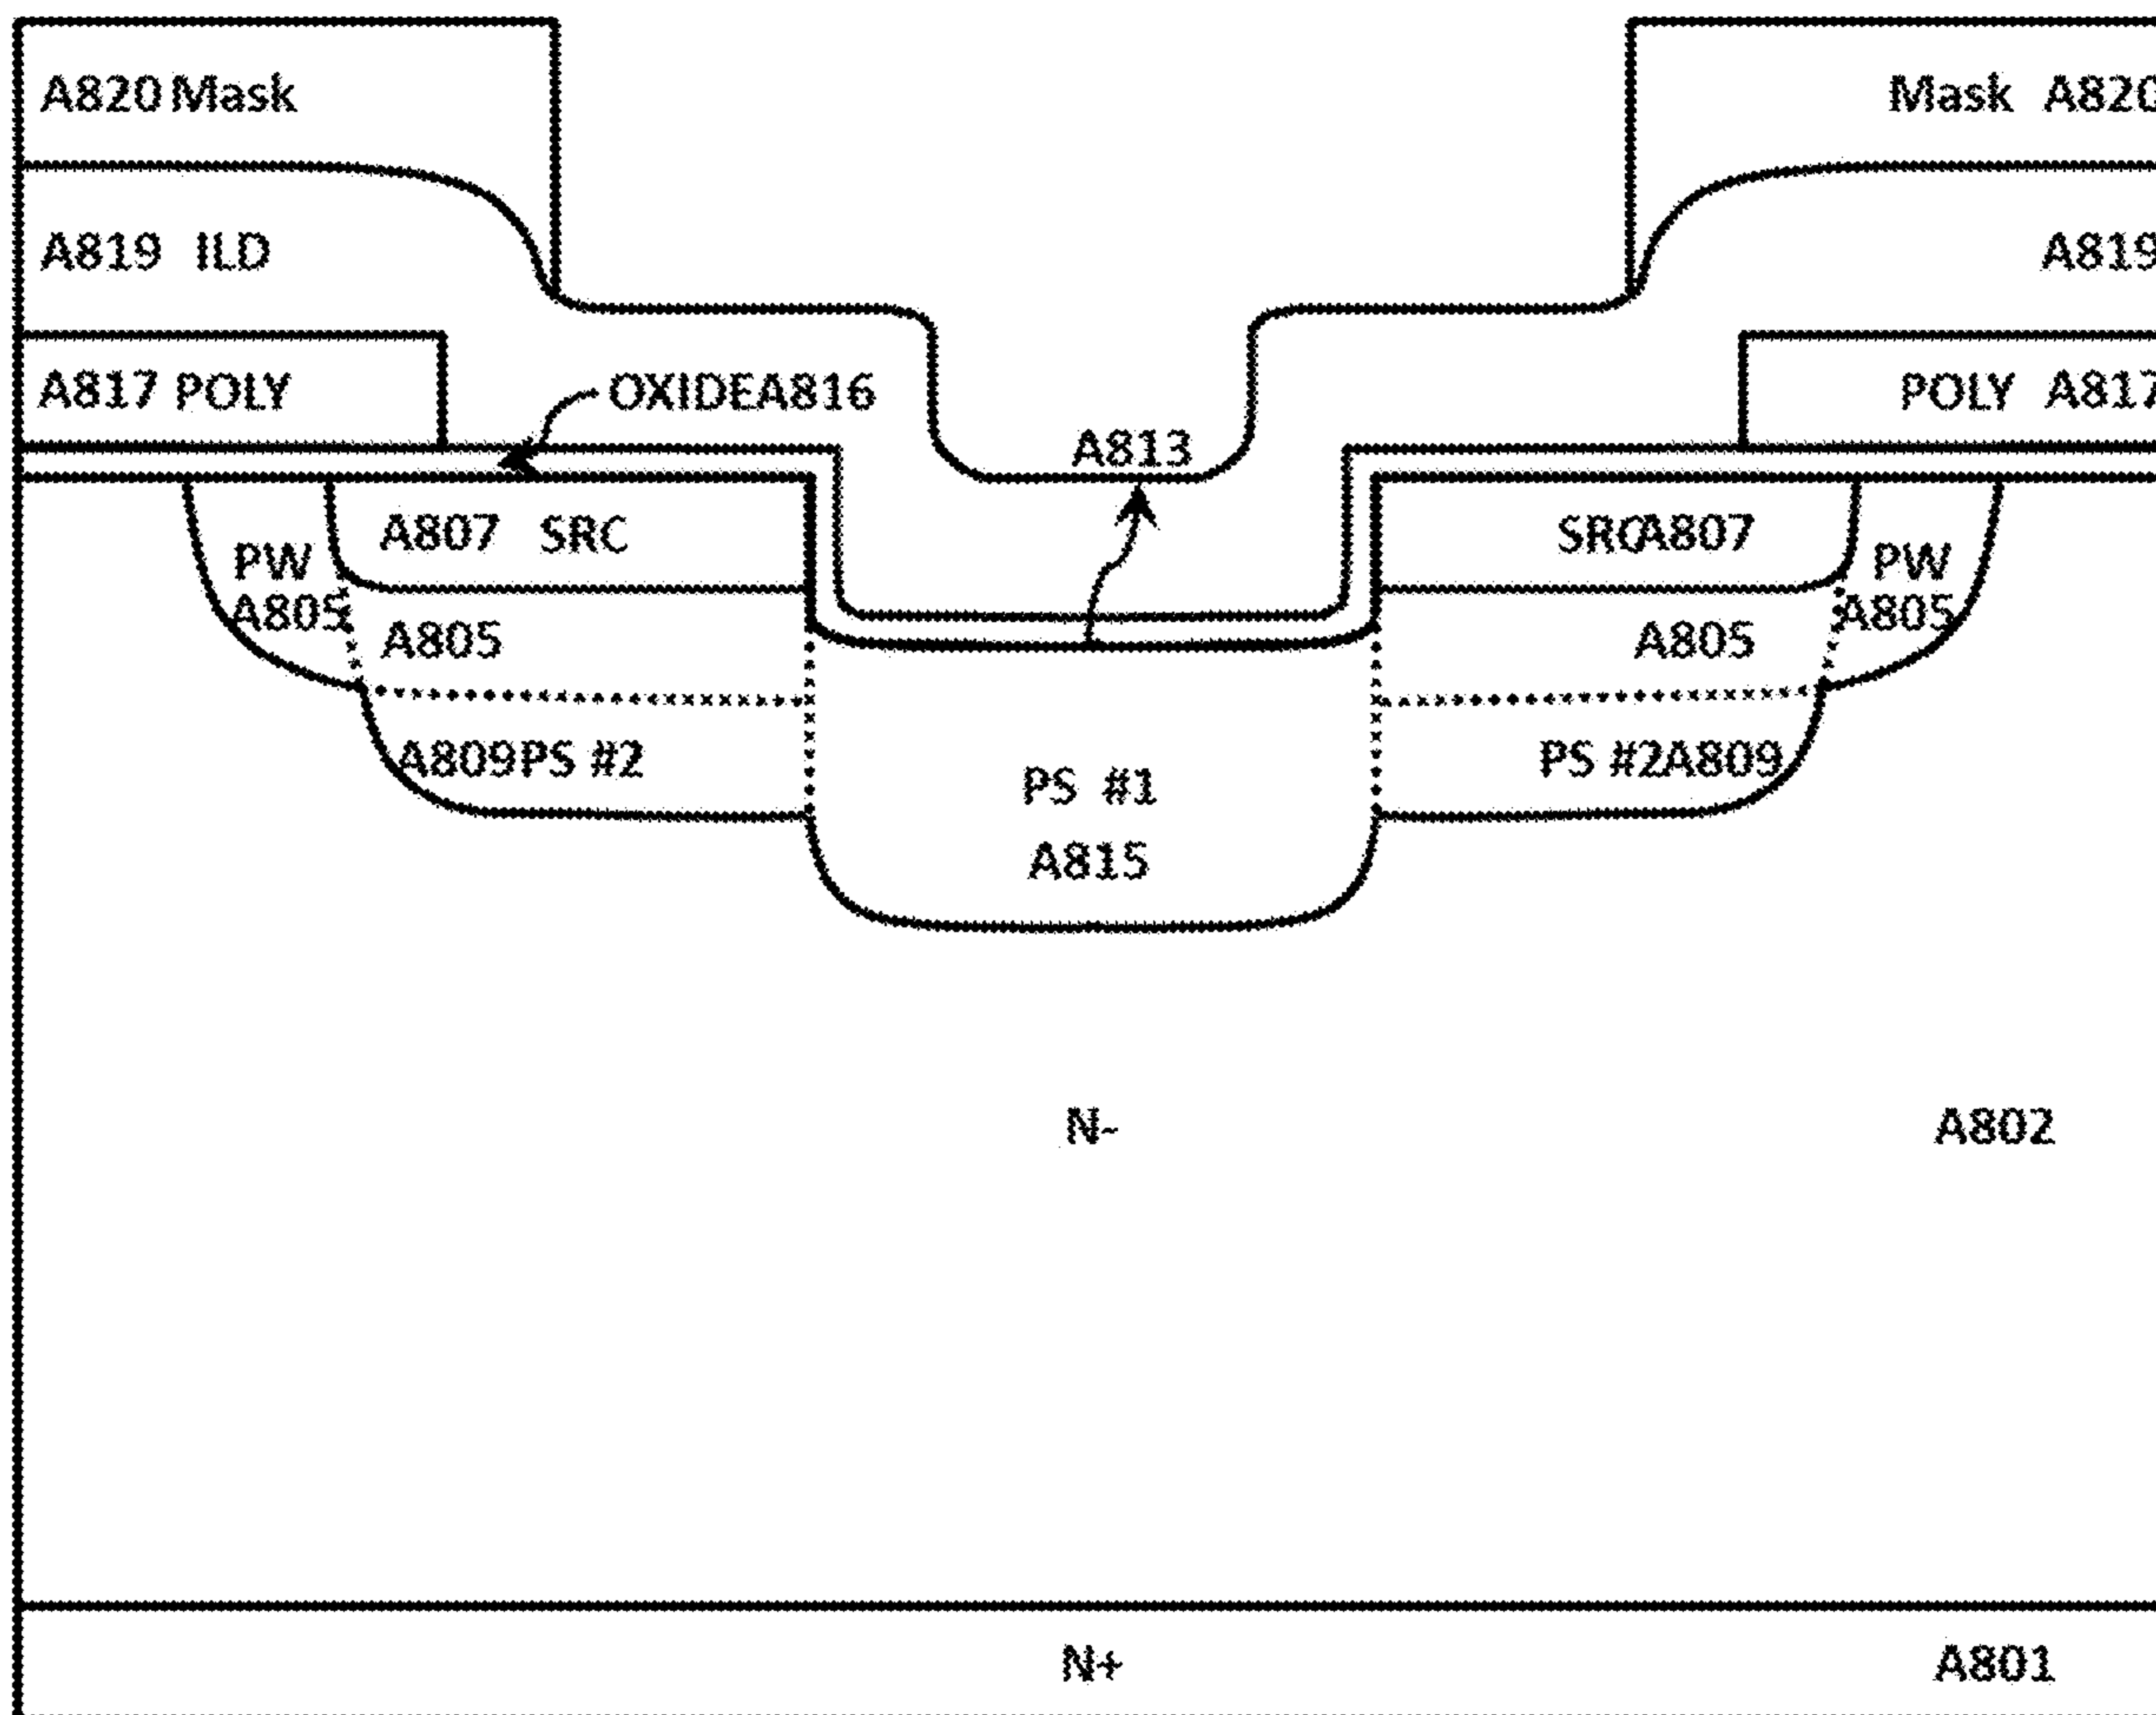 A820 Mask
Mask A820
A819 ILD
A819
A817 POLY
OXIDEA816
POLY A817
A813
A807 SRC
SRCA807
PW
A805
PW
A805
A805
A805
A809PS #2
PS #2A809
PS #1
A815
N-
A802
N+
A801